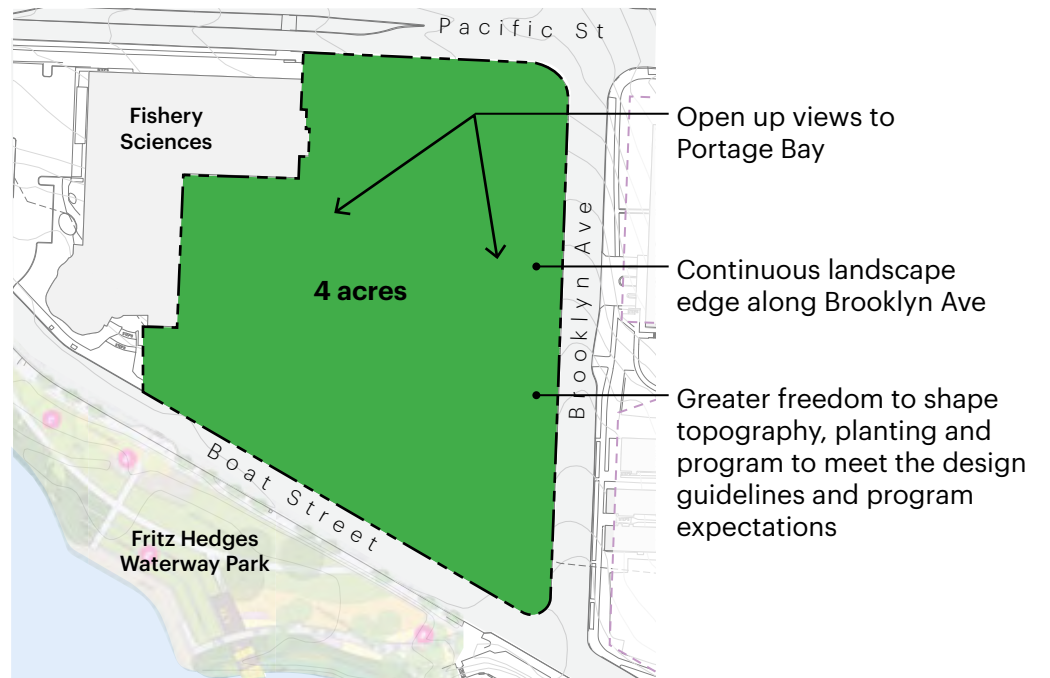 Pacific St
Fishery
Sciences
Open up views to
Portage Bay
Brooklyn Ave
Continuous landscape
edge along Brooklyn Ave
4 acres
Greater freedom to shape
topography, planting and
program to meet the design
guidelines and program
expectations
Boat Street
Fritz Hedges
Waterway Park